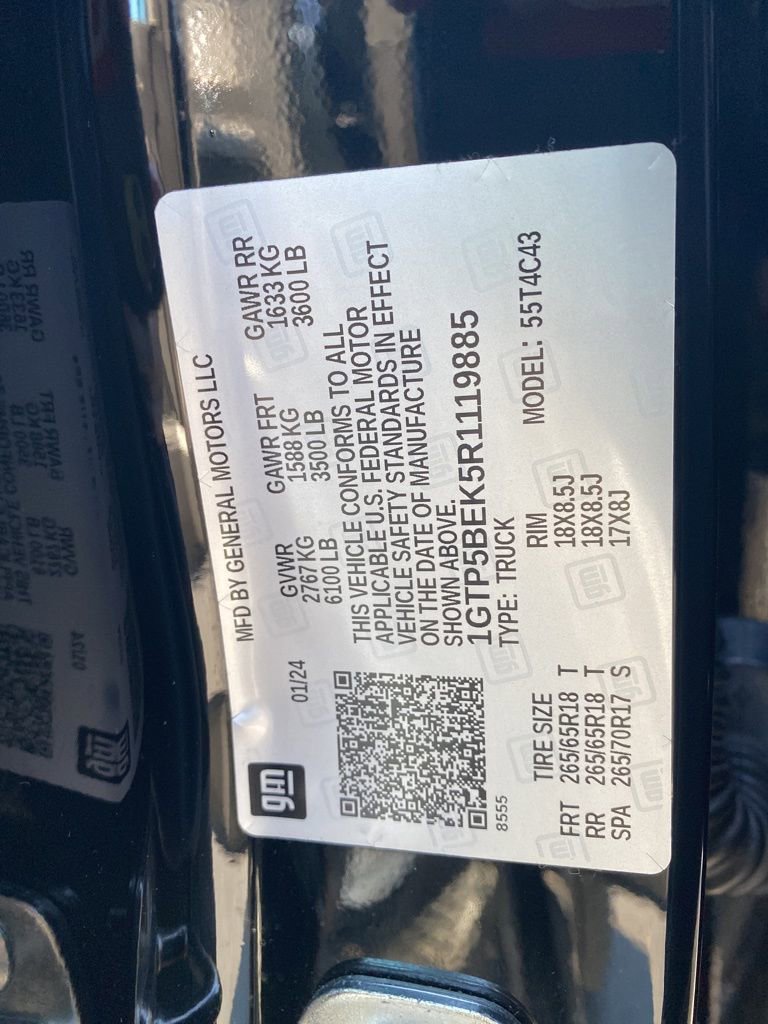 gm
01/24
MFD BY GENERAL MOTORS LLC
GVWR GAWR FRT GAWR RR
2767 KG 1588 KG 1633 KG
6100 LB 3500 LB 3600 LB
THIS VEHICLE CONFORMS TO ALL
APPLICABLE U.S. FEDERAL MOTOR
VEHICLE SAFETY STANDARDS IN EFFECT
ON THE DATE OF MANUFACTURE
SHOWN ABOVE.
1GTP5BEK5R1119885
8555
TYPE: TRUCK MODEL: 55T4C43
TIRE SIZE RIM
FRT 265/65R18 T 18X8.5J
RR 265/65R18 T 18X8.5J
SPA 265/70R17 S 17X8J